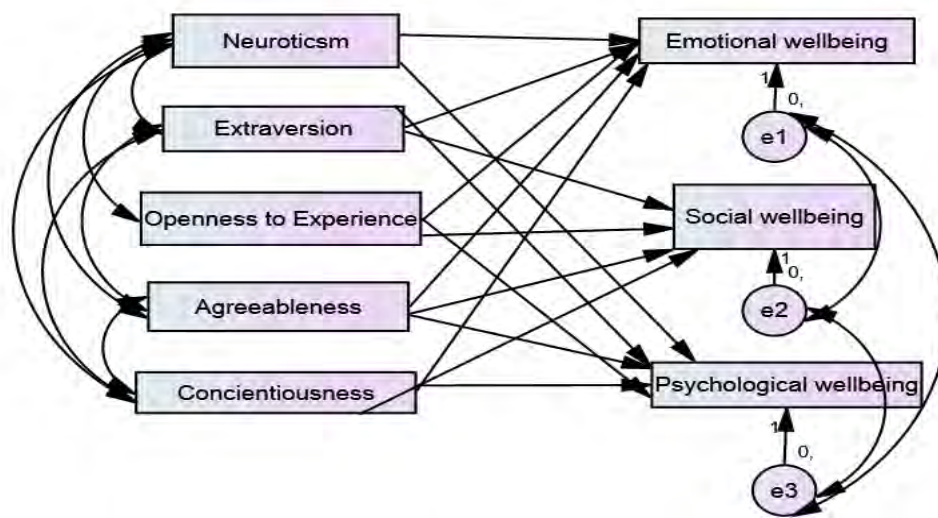 Neuroticsm
Emotional wellbeing
1
0,
e1
Extraversion
Openness to Experience
Social wellbeing
1
0,
e2
Agreeableness
Concientiousness
Psychological wellbeing
1
0,
e3